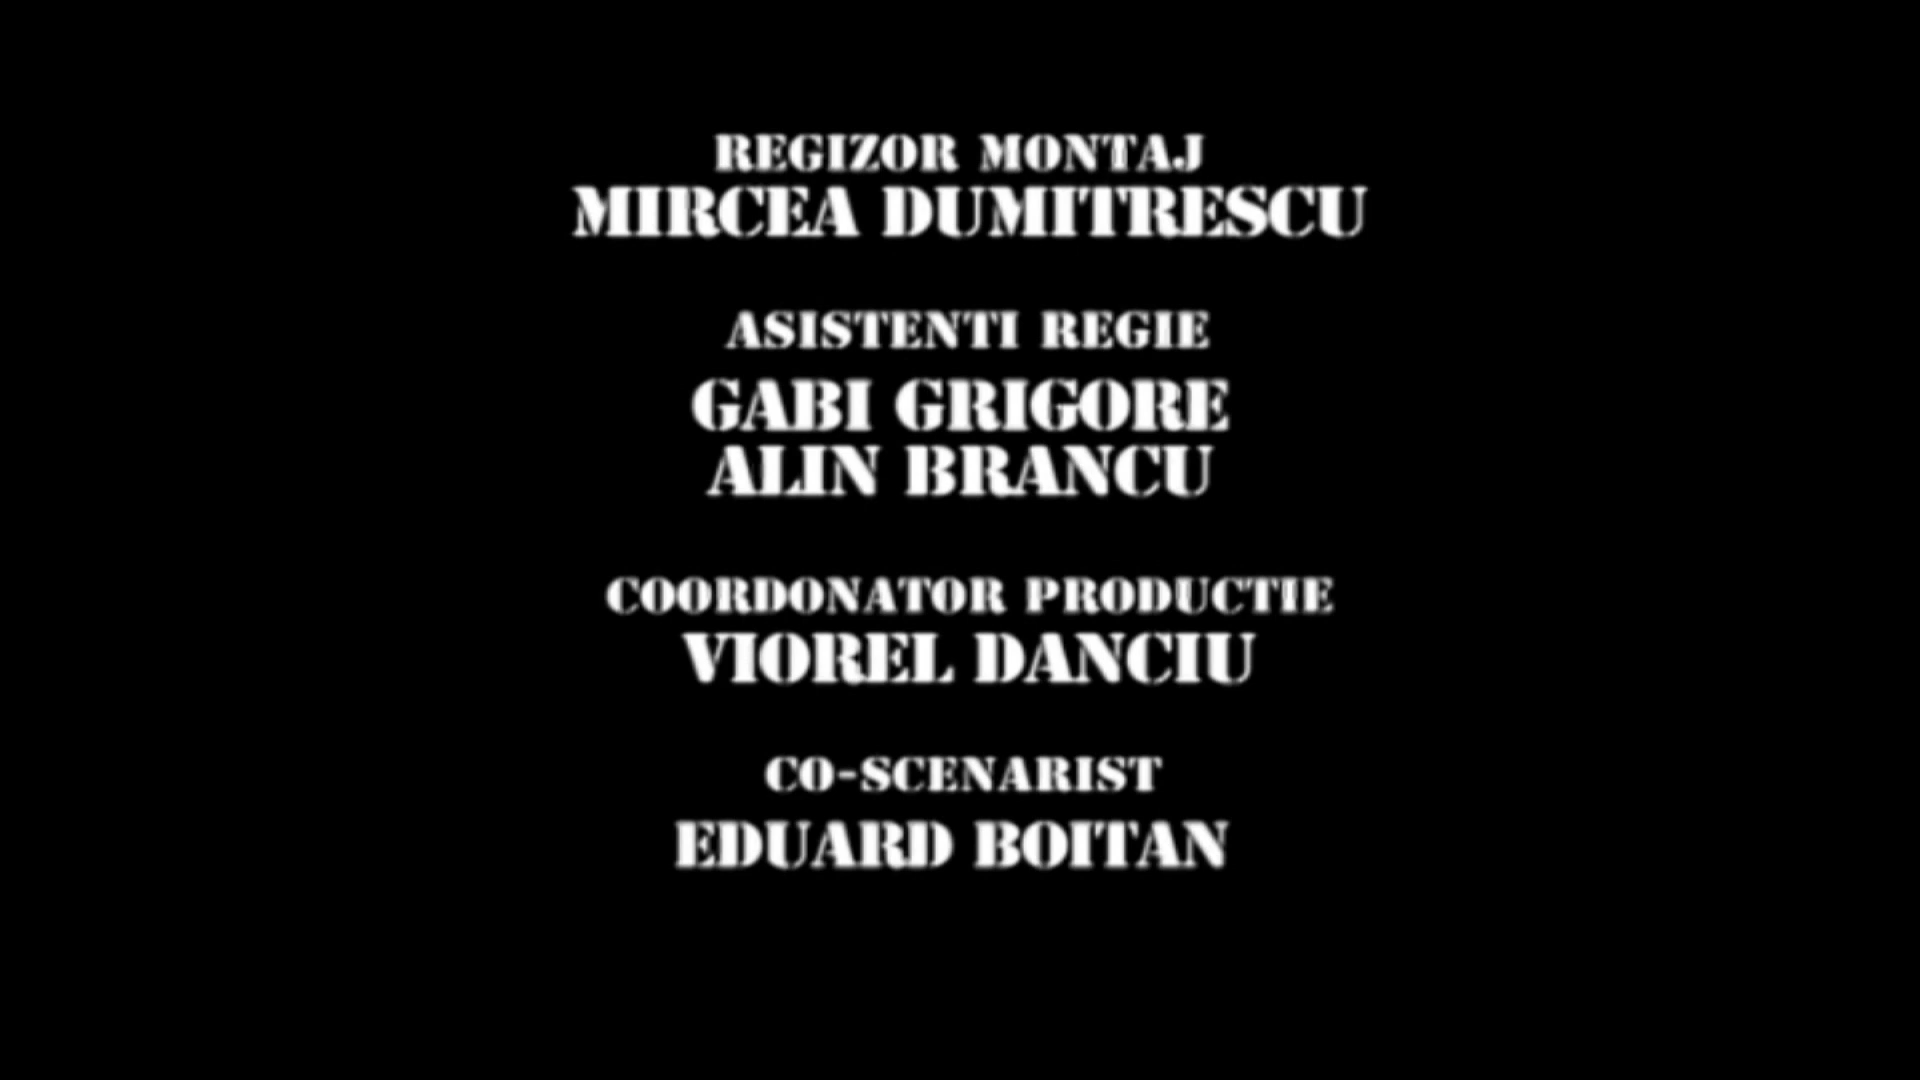 REGIZOR MONTAJ
MIRCEA DUMITRESCU
ASISTENTI REGIE
GABI GRIGORE
ALIN BRANCU
COORDONATOR PRODUCTIE
VIOREL DANCIU
CO-SCENARIST
EDUARD BOITAN